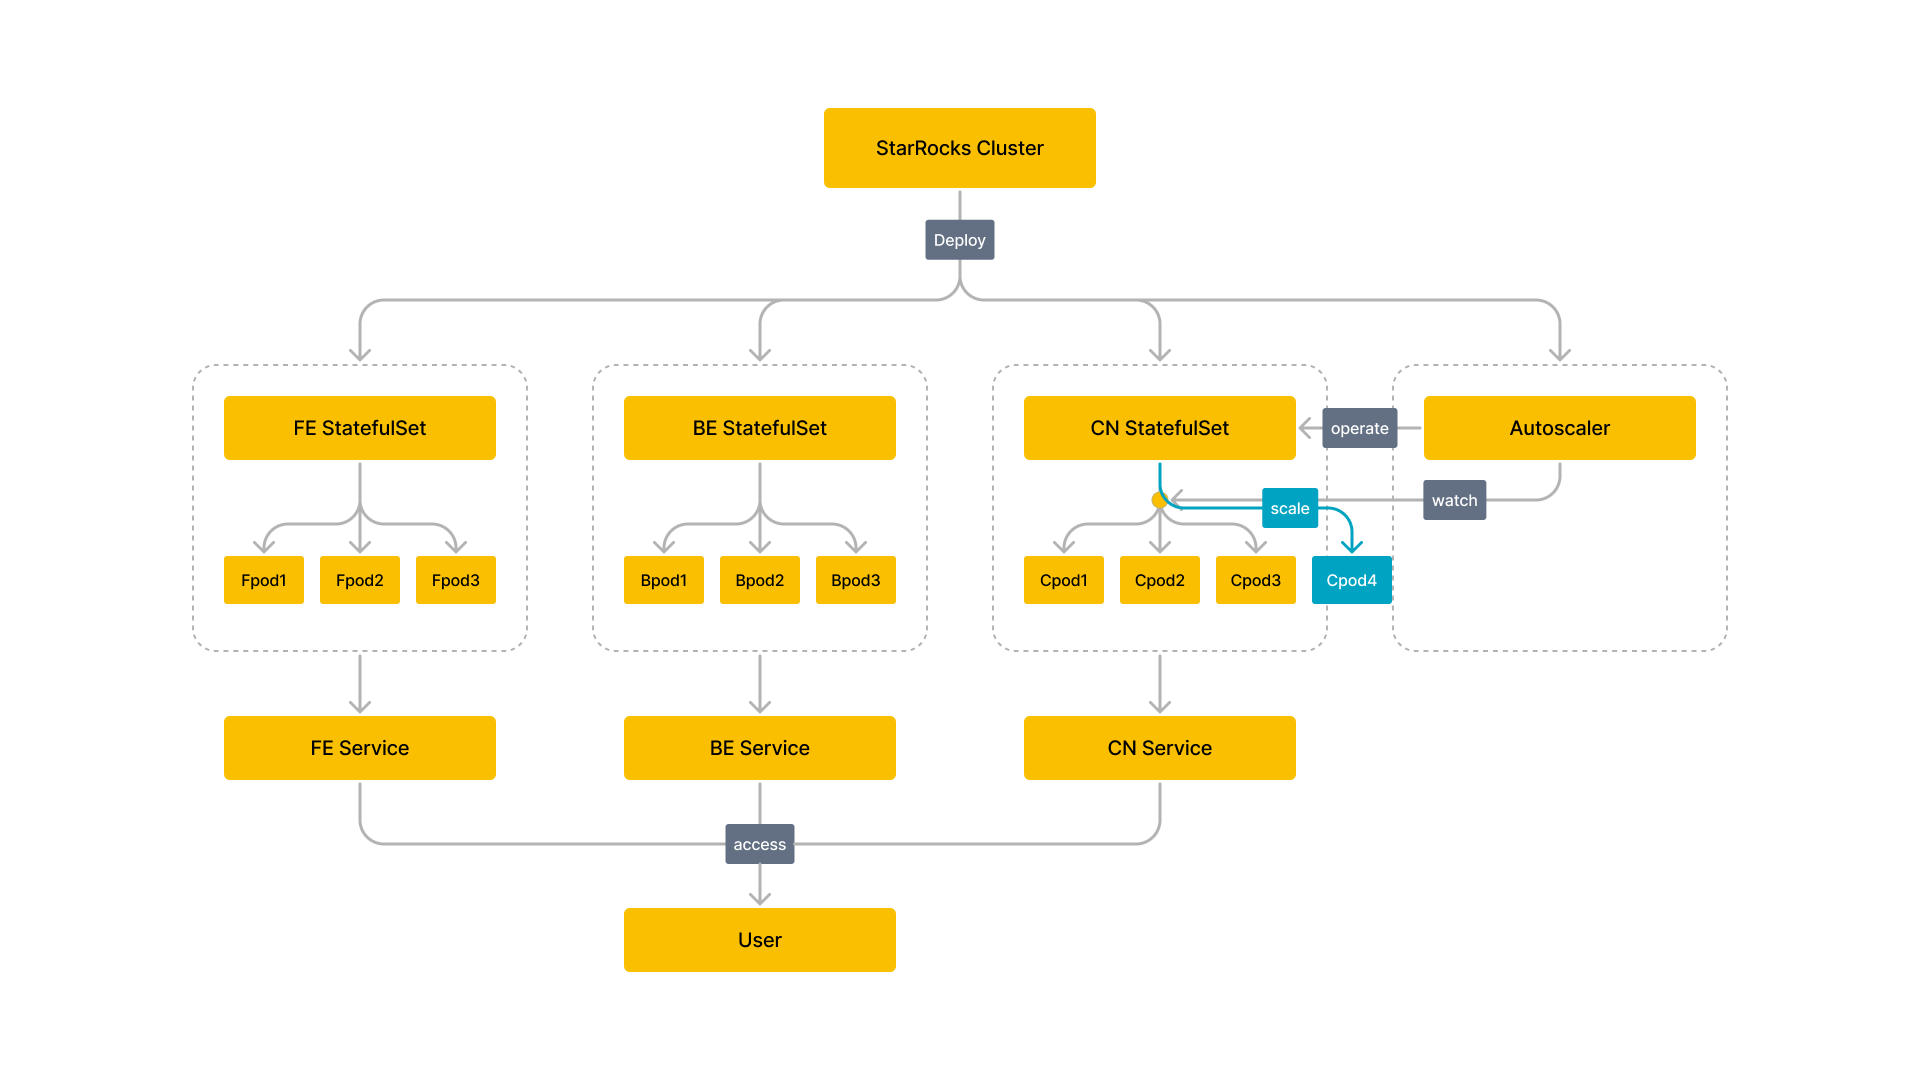 StarRocks Cluster
Deploy
FE StatefulSet
BE StatefulSet
CN StatefulSet
operate
Autoscaler
watch
scale
Fpod1
Fpod2
Fpod3
Bpod1
Bpod2
Bpod3
Cpod1
Cpod2
Cpod3
Cpod4
FE Service
BE Service
CN Service
access
User